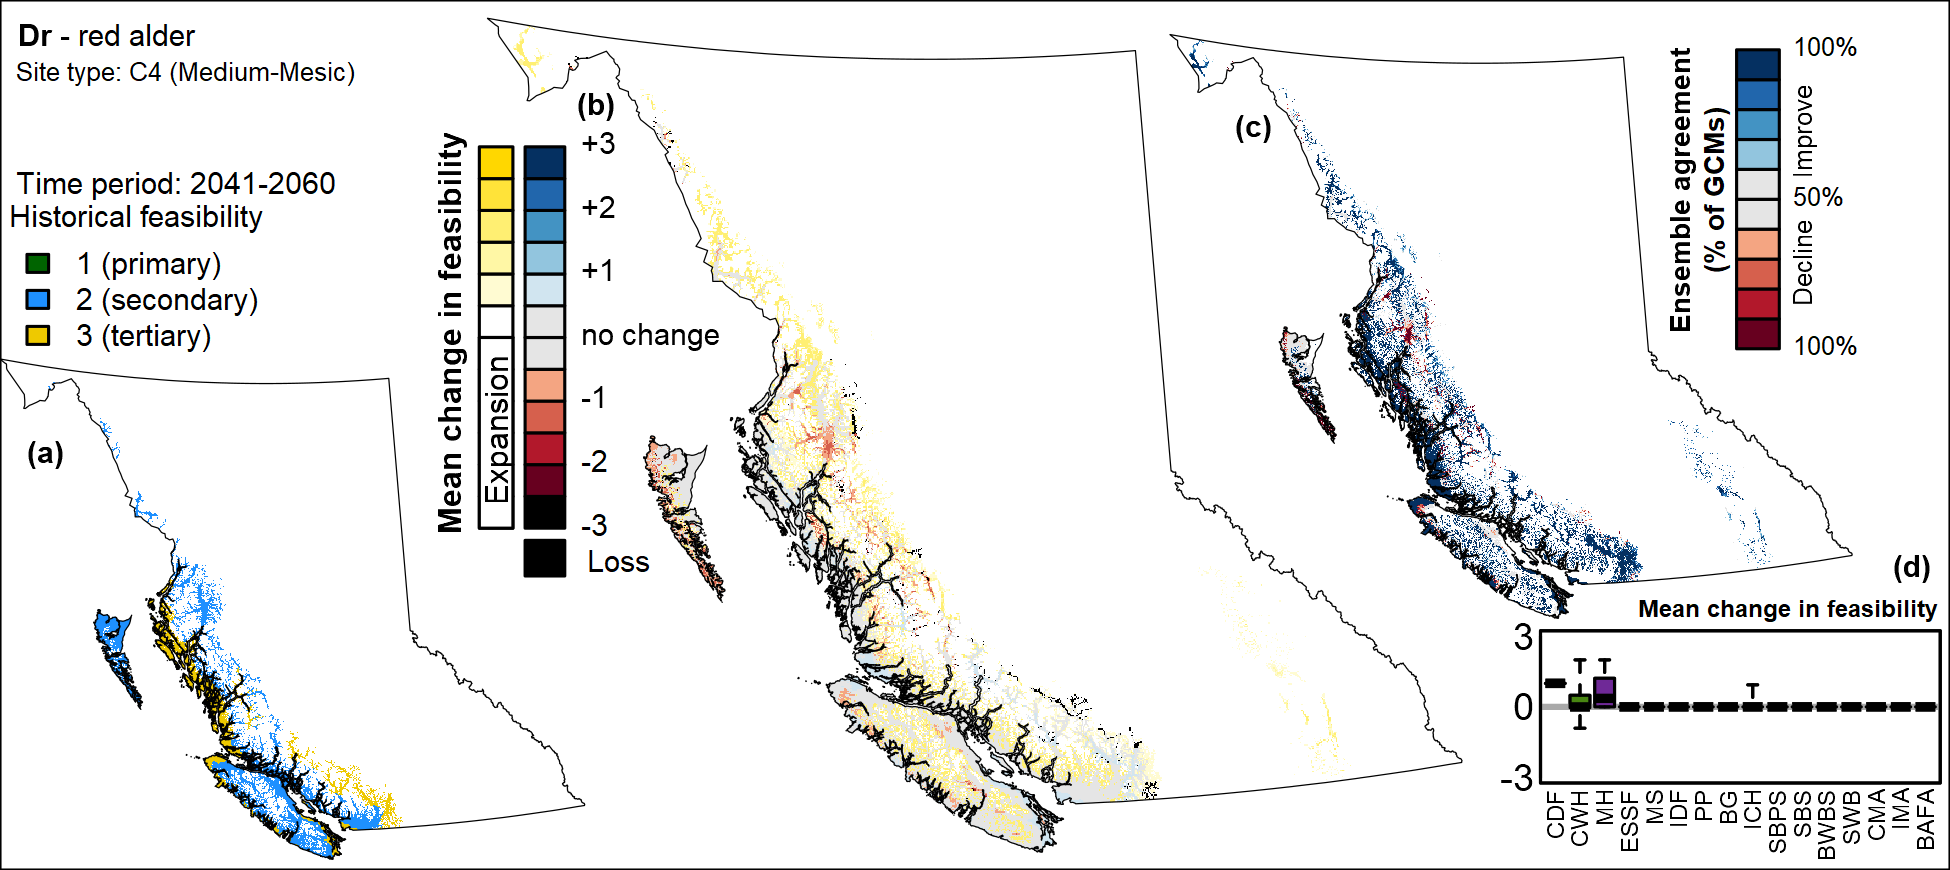 Dr - red alder
Site type: C4 (Medium-Mesic)
Time period: 2041-2060
Historical feasibility
1 (primary)
2 (secondary)
3 (tertiary)
(a)
(b)
Mean change in feasibility
Expansion
+3
+2
+1
no change
-1
-2
-3
Loss
(c)
Ensemble agreement
(% of GCMs)
100%
Improve
50%
Decline
100%
(d)
Mean change in feasibility
3
0
-3
CDF
CWH
MH
ESSF
MS
IDF
PP
BG
ICH
SBPS
SBS
BWBS
SWB
CMA
IMA
BAFA